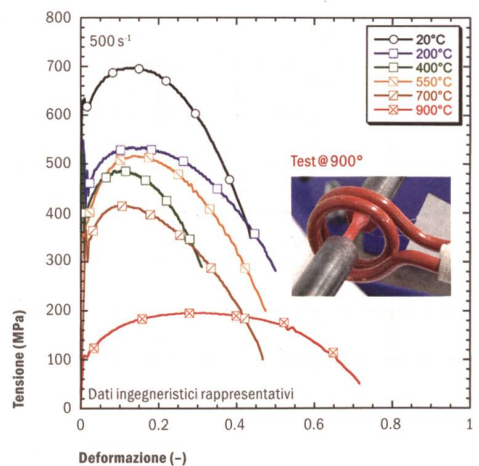 800
700
600
500
400
300
200
100
0
500 s-1
20°C
200°C
400°C
550°C
700°C
900°C
Test@900°
Dati ingegneristici rappresentativi
0
0.2
0.4
0.6
0.8
1
Tensione (MPa)
Deformazione (–)